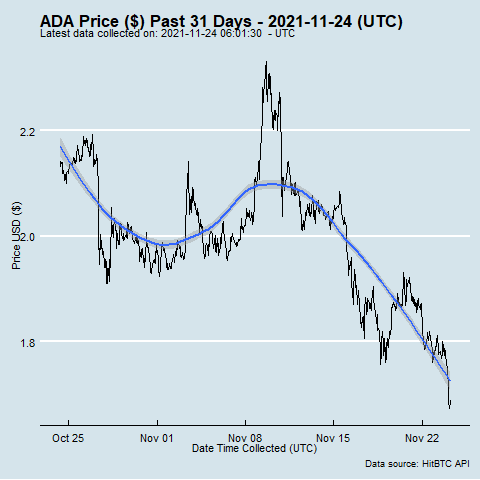 ADA Price ($) Past 31 Days - 2021-11-24 (UTC)
Latest data collected on: 2021-11-24 06:01:30  - UTC
Price USD ($)
2.2
2.0
1.8
Oct 25
Nov 01
Nov 08
Nov 15
Nov 22
Date Time Collected (UTC)
Data source: HitBTC API